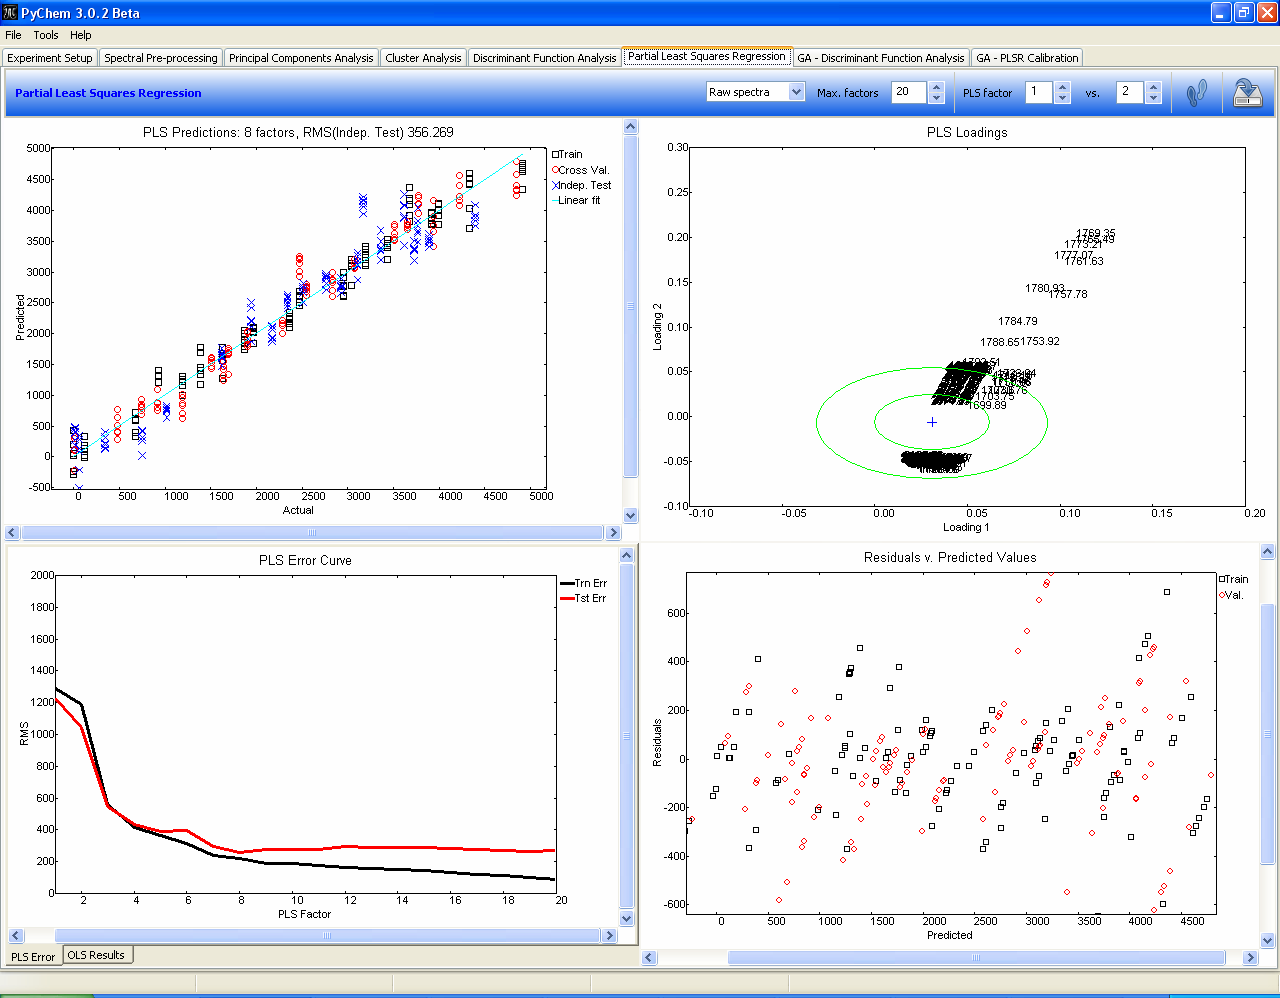 PyChem 3.0.2 Beta
File Tools Help
Experiment Setup Spectral Pre-processing Principal Components Analysis Cluster Analysis Discriminant Function Analysis Partial Least Squares Regression GA - Discriminant Function Analysis GA - PLSR Calibration
Partial Least Squares Regression Raw spectra Max. factors 20 PLS factor 1 vs. 2
PLS Predictions: 8 factors, RMS(Indep. Test) 356.269
5000
4500
4000
3500
3000
2500
2000
1500
1000
500
0
-500
Predicted
0 500 1000 1500 2000 2500 3000 3500 4000 4500 5000
Actual
Train
Cross Val.
Indep. Test
Linear fit
PLS Loadings
0.30
0.25
0.20
0.15
0.10
0.05
0.00
-0.05
-0.10
Loading 2
1769.35
1773.21
1777.07
1761.63
1780.93
1757.78
1784.79
1788.65
1753.92
1703.75
1699.89
-0.10 -0.05 0.00 0.05 0.10 0.15 0.20
Loading 1
PLS Error Curve
2000
1800
1600
1400
1200
1000
800
600
400
200
0
RMS
2 4 6 8 10 12 14 16 18 20
PLS Factor
Trn Err
Tst Err
PLS Error OLS Results
Residuals v. Predicted Values
600
400
200
0
-200
-400
-600
Residuals
0 500 1000 1500 2000 2500 3000 3500 4000 4500
Predicted
Train
Val.